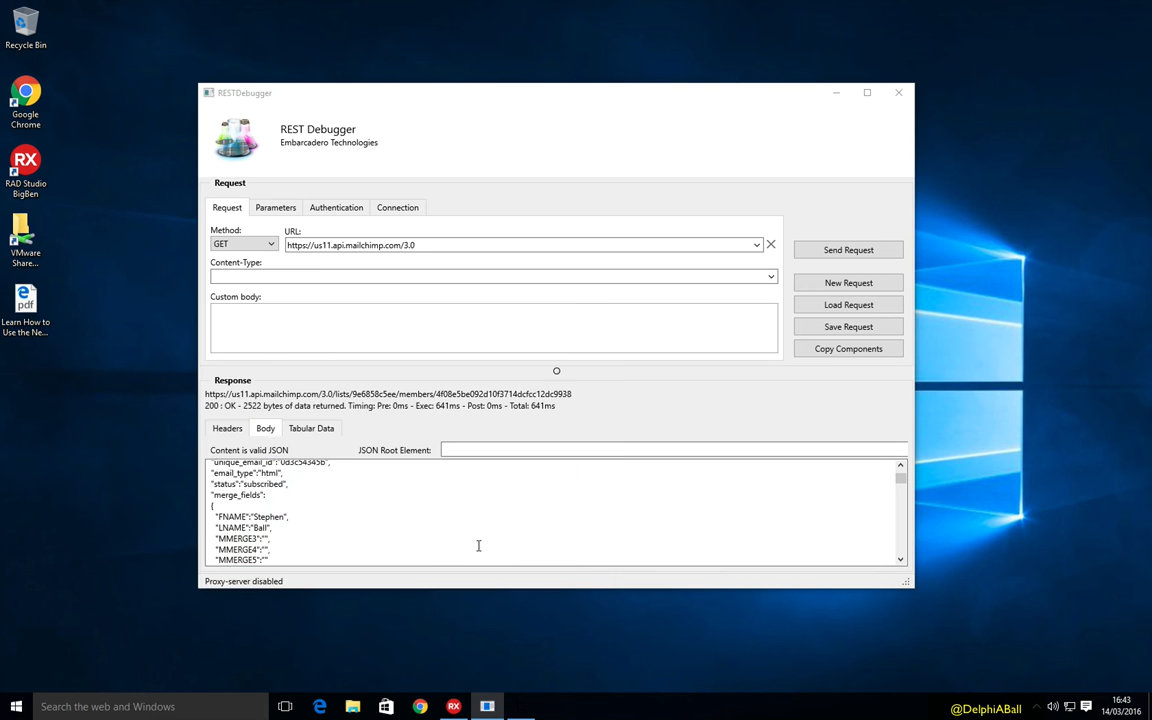 Recycle Bin
Google
Chrome
RX
RAD Studio
BigBen
VMware
Share...
pdf
Learn How to
Use the Ne...
RESTDebugger
REST Debugger
Embarcadero Technologies
Request
Request Parameters Authentication Connection
Method: URL:
GET https://us11.api.mailchimp.com/3.0
Send Request
Content-Type:
New Request
Custom body:
Load Request
Save Request
Copy Components
Response
https://us11.api.mailchimp.com/3.0/lists/9e6858c5ee/members/4f08e5be092d10f3714dcfcc12dc9938
200 : OK - 2522 bytes of data returned. Timing: Pre: 0ms - Exec: 641ms - Post: 0ms - Total: 641ms
Headers Body Tabular Data
Content is valid JSON JSON Root Element:
"unique_email_id":"0d3c54345b",
"email_type":"html",
"status":"subscribed",
"merge_fields":
{
"FNAME":"Stephen",
"LNAME":"Ball",
"MMERGE3":"",
"MMERGE4":"",
"MMERGE5":""
Proxy-server disabled
Search the web and Windows
RX
@DelphiABall
16:43
14/03/2016